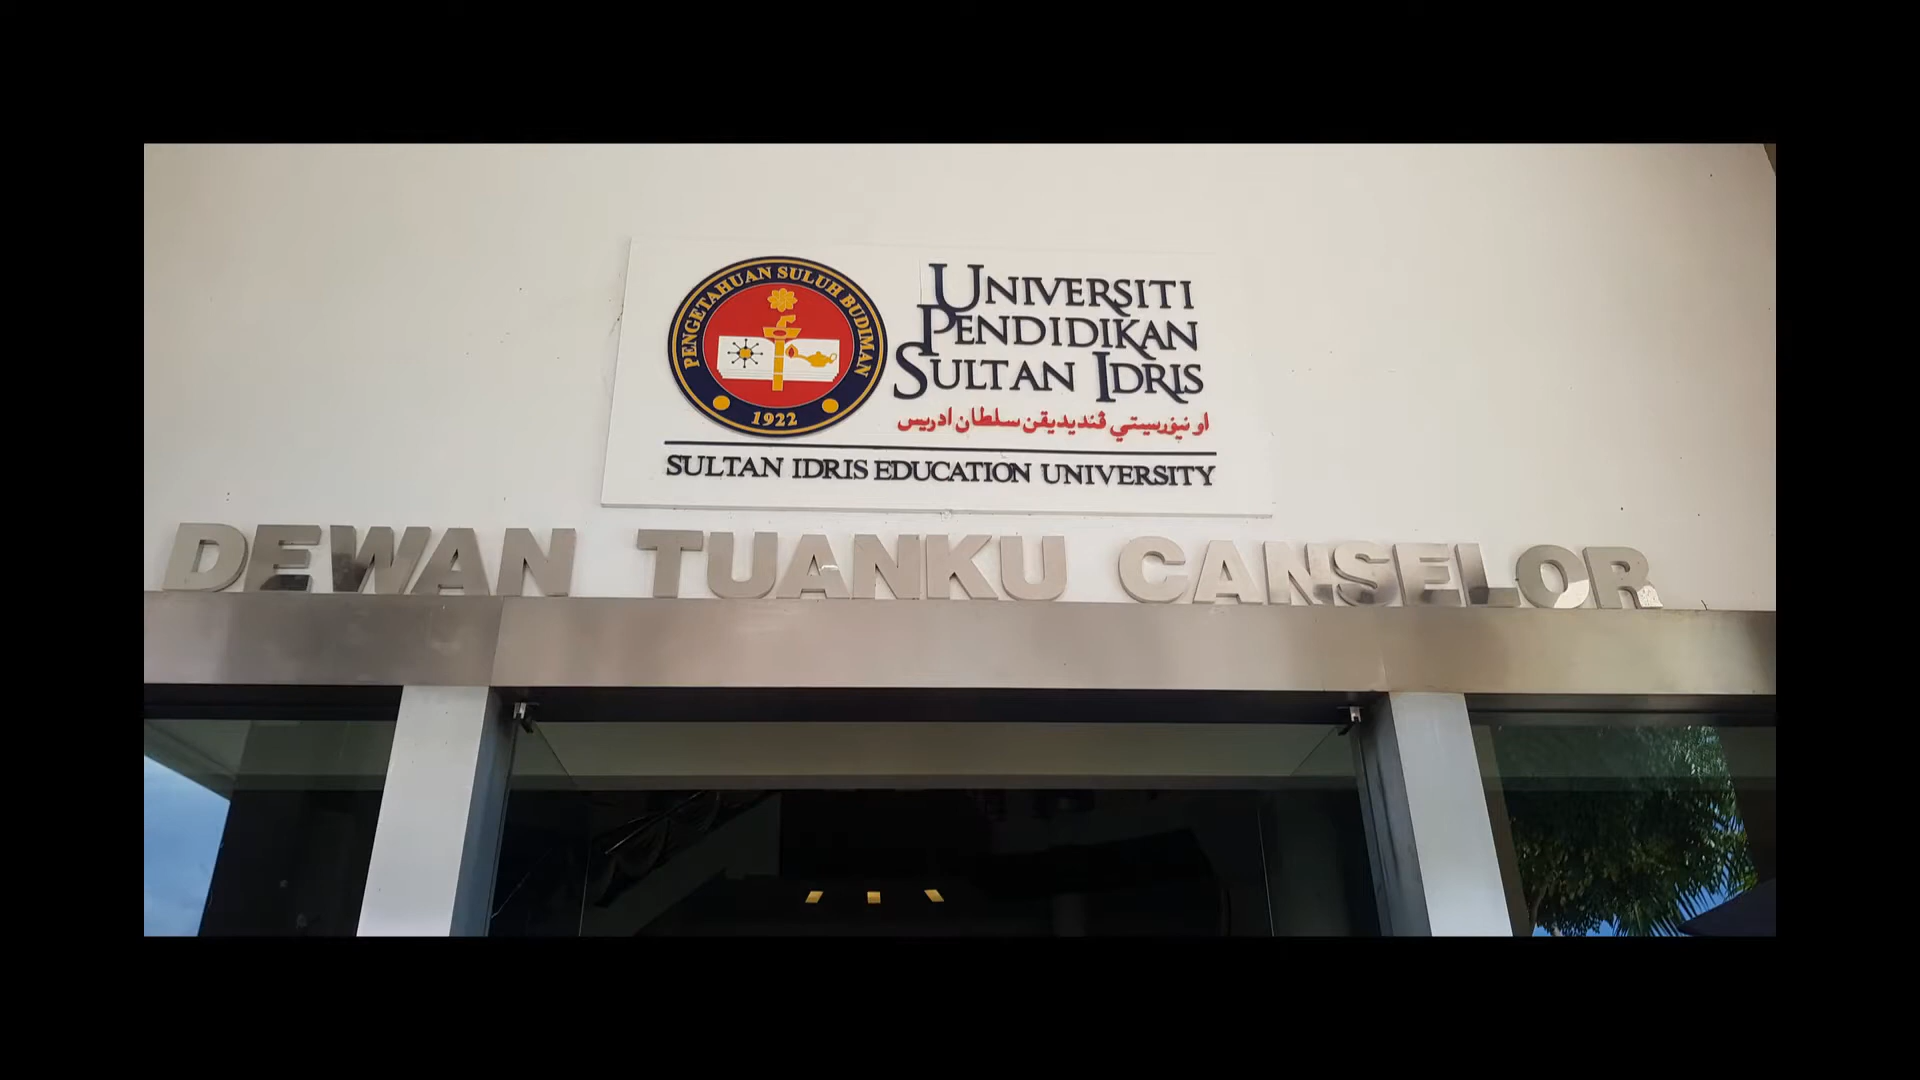 PENGETAHUAN SULUH BUDIMAN
1922
UNIVERSITI
PENDIDIKAN
SULTAN IDRIS
اونيۏرسيتي ڤنديديقن سلطان ادريس
SULTAN IDRIS EDUCATION UNIVERSITY
DEWAN TUANKU CANSELOR